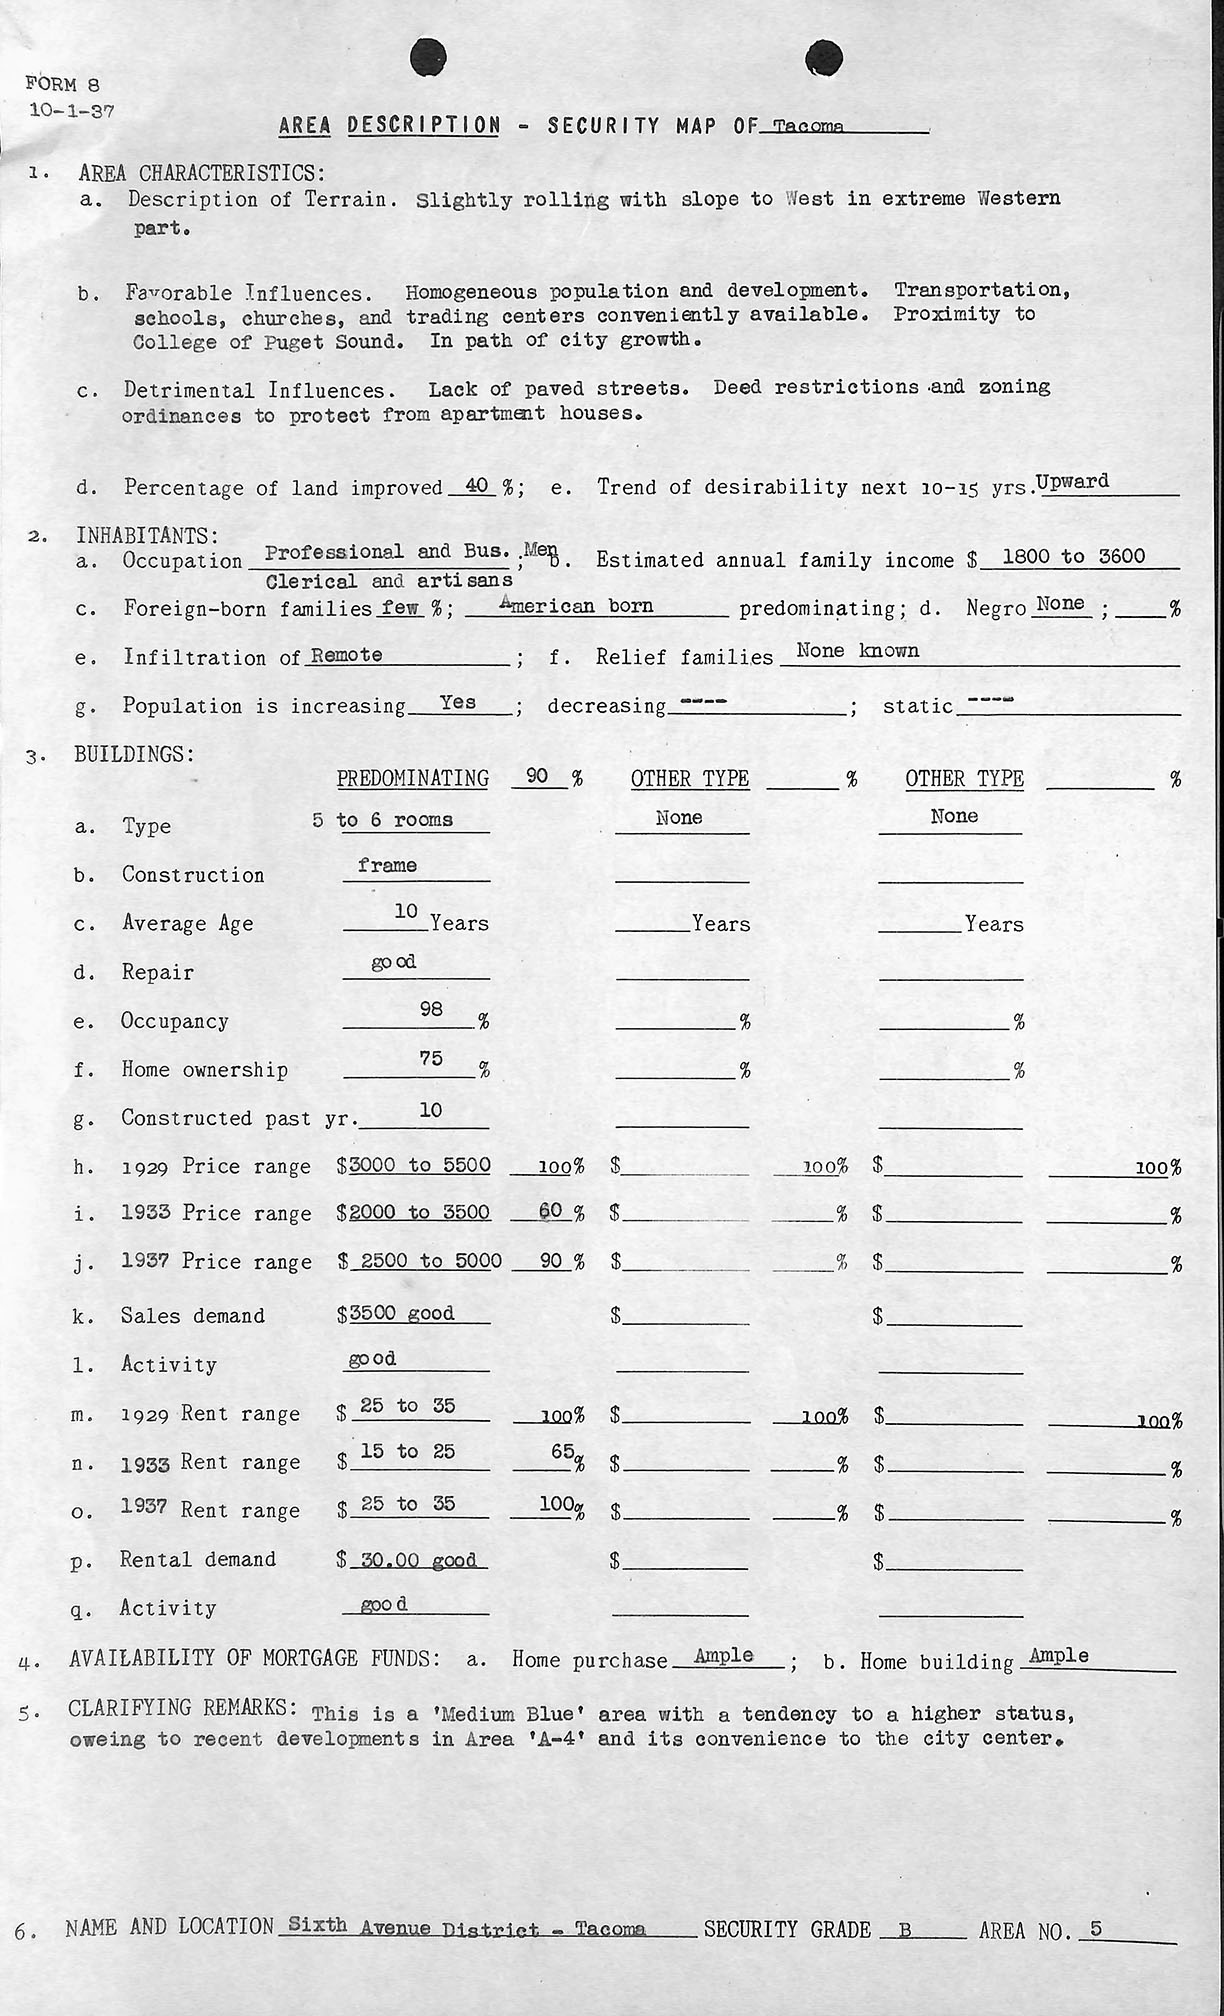 FORM 8
10-1-37
AREA DESCRIPTION - SECURITY MAP OF Tacoma
1. AREA CHARACTERISTICS:
a. Description of Terrain. Slightly rolling with slope to West in extreme Western
part.
b. Favorable Influences. Homogeneous population and development. Transportation,
schools, churches, and trading centers conveniently available. Proximity to
College of Puget Sound. In path of city growth.
c. Detrimental Influences. Lack of paved streets. Deed restrictions and zoning
ordinances to protect from apartment houses.
d. Percentage of land improved 40 %; e. Trend of desirability next 10-15 yrs. Upward
2. INHABITANTS:
a. Occupation Professional and Bus. Men; b. Estimated annual family income $ 1800 to 3600
Clerical and artisans
c. Foreign-born families few %; American born predominating; d. Negro None ; %
e. Infiltration of Remote ; f. Relief families None known
g. Population is increasing Yes ; decreasing ---- ; static ----
3. BUILDINGS:
PREDOMINATING 90 % OTHER TYPE % OTHER TYPE %
a. Type 5 to 6 rooms None None
b. Construction frame
c. Average Age 10 Years Years Years
d. Repair good
e. Occupancy 98 % % %
f. Home ownership 75 % % %
g. Constructed past yr. 10
h. 1929 Price range $3000 to 5500 100% $ 100% $ 100%
i. 1933 Price range $2000 to 3500 60 % $ % $ %
j. 1937 Price range $ 2500 to 5000 90 % $ % $ %
k. Sales demand $3500 good $ $
l. Activity good
m. 1929 Rent range $ 25 to 35 100% $ 100% $ 100%
n. 1933 Rent range $ 15 to 25 65% $ % $ %
o. 1937 Rent range $ 25 to 35 100% $ % $ %
p. Rental demand $ 30.00 good $ $
q. Activity good
4. AVAILABILITY OF MORTGAGE FUNDS: a. Home purchase Ample ; b. Home building Ample
5. CLARIFYING REMARKS: This is a 'Medium Blue' area with a tendency to a higher status,
oweing to recent developments in Area 'A-4' and its convenience to the city center.
6. NAME AND LOCATION Sixth Avenue District - Tacoma SECURITY GRADE B AREA NO. 5